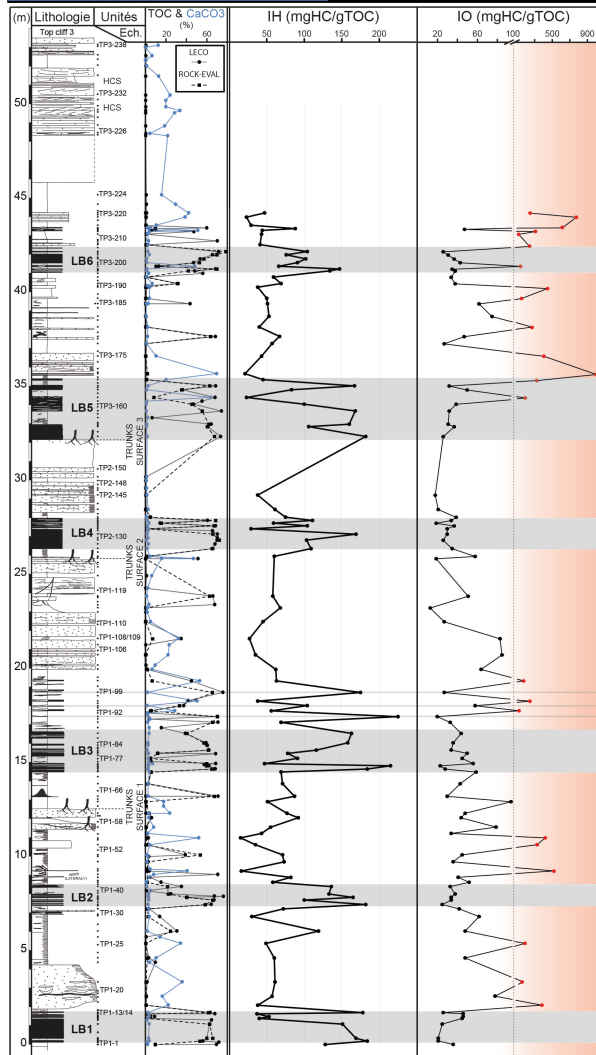 (m) Lithologie Unités TOC & CaCO3 IH (mgHC/gTOC) IO (mgHC/gTOC)
Ech. (%)
Top cliff 3
0 20 40 60 80 0 50 100 150 200 20 60 100 500 900
LECO
ROCK-EVAL
TP3-238
HCS
TP3-232
50
HCS
TP3-226
45
TP3-224
TP3-220
TP3-210
LB6
TP3-200
40
TP3-190
TP3-185
TP3-175
35
LB5
TP3-160
TRUNKS
SURFACE 3
30
TP2-150
TP2-148
TP2-145
LB4
TP2-130
TRUNKS
SURFACE 2
25
TP1-119
TP1-110
TP1-108/109
20
TP1-106
TP1-99
TP1-92
LB3
TP1-84
15
TP1-77
TP1-66
TRUNKS
SURFACE 1
TP1-58
10
TP1-52
(LATERAL?)
TP1-40
LB2
TP1-30
5
TP1-25
TP1-20
TP1-13/14
LB1
0
TP1-1